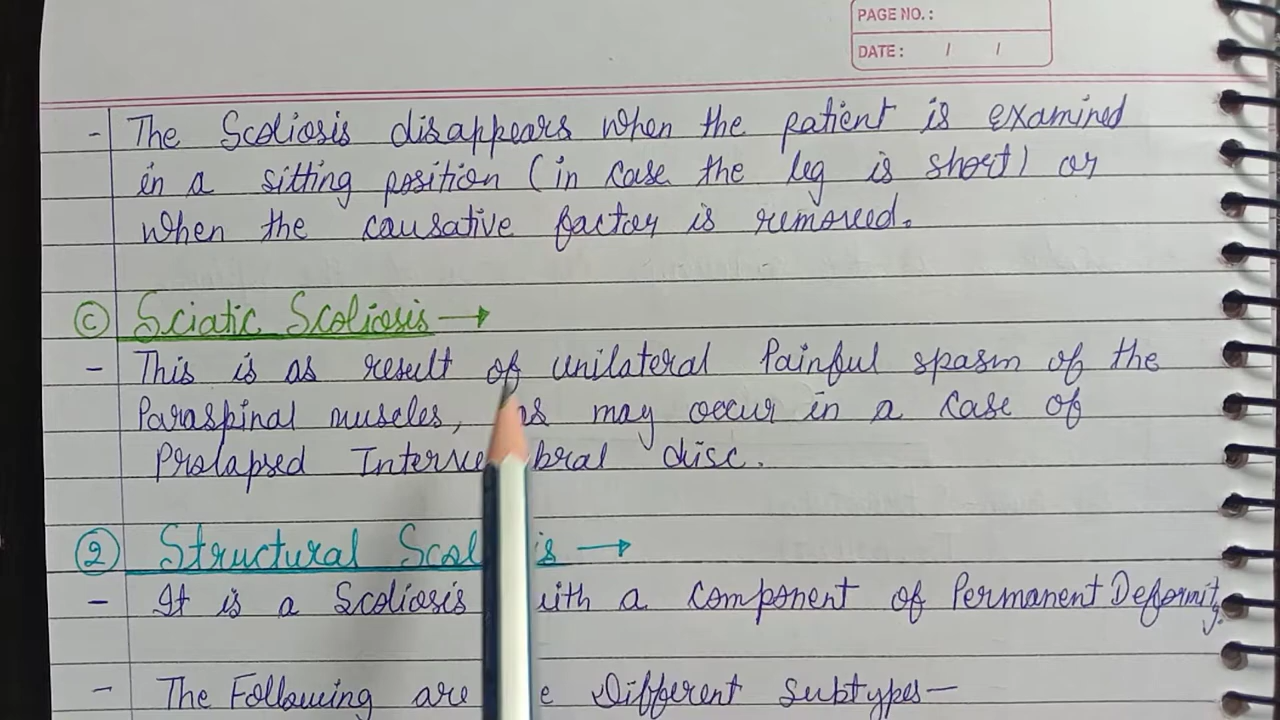 PAGE NO. :
DATE : / /
- The Scoliosis disappears when the patient is examined
in a sitting position (in case the leg is short) or
when the causative factor is removed.
Ⓒ Sciatic Scoliosis →
- This is as result of unilateral Painful spasm of the
Paraspinal muscles, as may occur in a case of
Prolapsed disc.
② Structural →
- It is a Scoliosis with a component of Permanent Deformity.
- The Following are Different Subtypes—